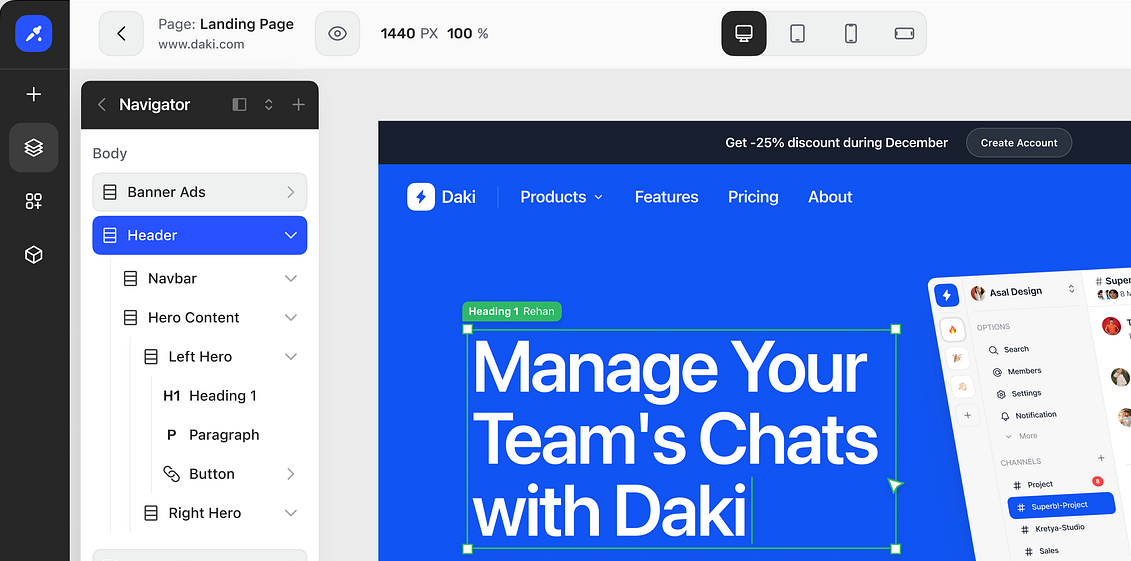 Page: Landing Page
www.daki.com
1440 PX 100 %
Navigator
Body
Banner Ads
Header
Navbar
Hero Content
Left Hero
H1 Heading 1
P Paragraph
Button
Right Hero
Get -25% discount during December
Create Account
Daki
Products
Features
Pricing
About
Heading 1 Rehan
Manage Your
Team's Chats
with Daki
Asal Design
OPTIONS
Search
Members
Settings
Notification
More
CHANNELS
# Project
8
# Superbl-Project
# Kretya-Studio
# Sales
#
8